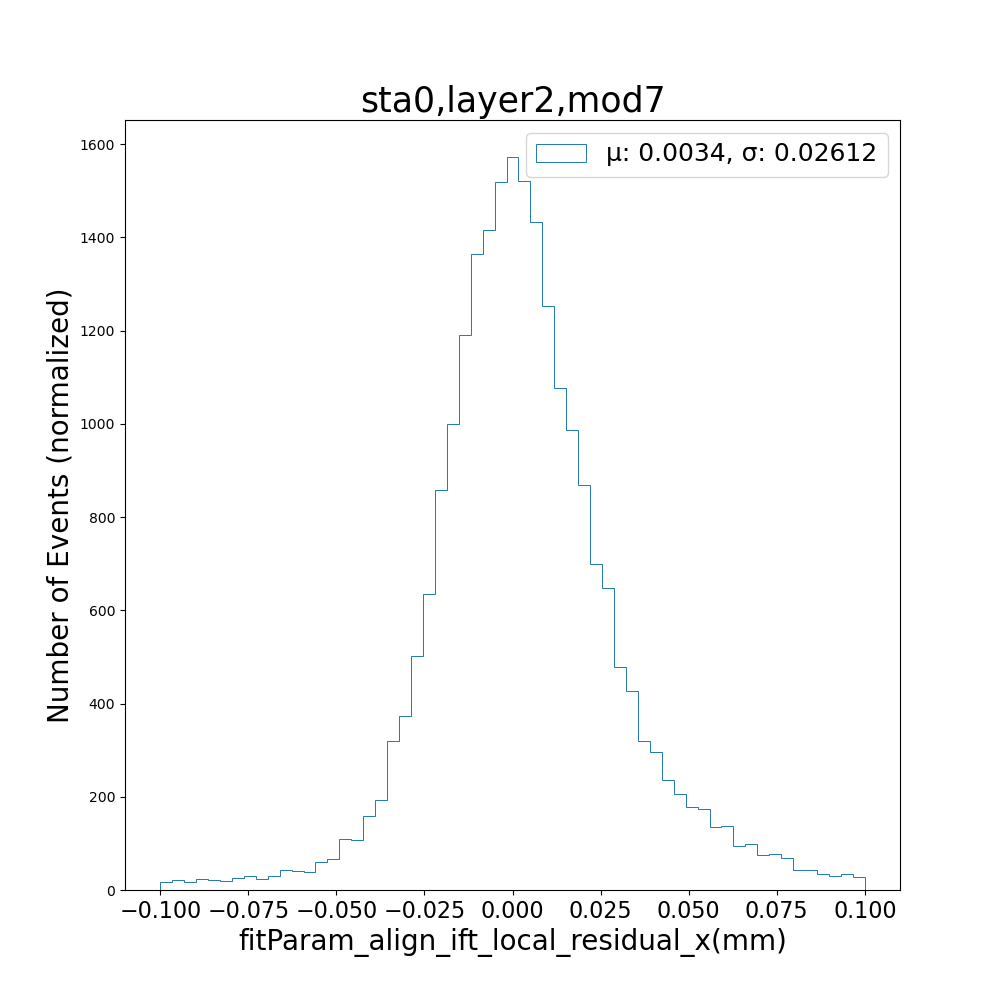 sta0,layer2,mod7
μ: 0.0034, σ: 0.02612
Number of Events (normalized)
1600
1400
1200
1000
800
600
400
200
0
−0.100 −0.075 −0.050 −0.025 0.000 0.025 0.050 0.075 0.100
fitParam_align_ift_local_residual_x(mm)